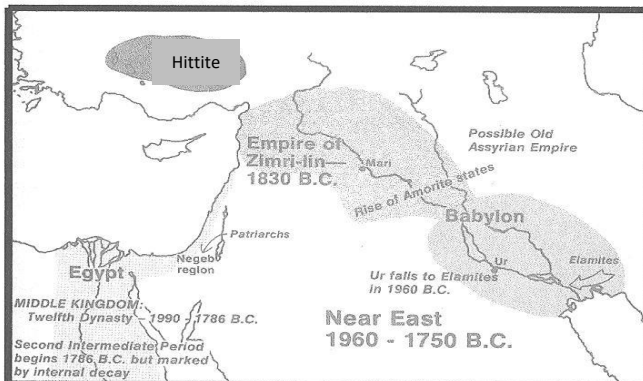 Hittite
Empire of
Zimri-lin—
1830 B.C.
Mari
Possible Old
Assyrian Empire
Rise of Amorite states
Babylon
Patriarchs
Negeb
region
Egypt
Ur
Elamites
Ur falls to Elamites
in 1960 B.C.
MIDDLE KINGDOM:
Twelfth Dynasty – 1990 - 1786 B.C.
Second Intermediate Period
begins 1786 B.C. but marked
by internal decay
Near East
1960 - 1750 B.C.